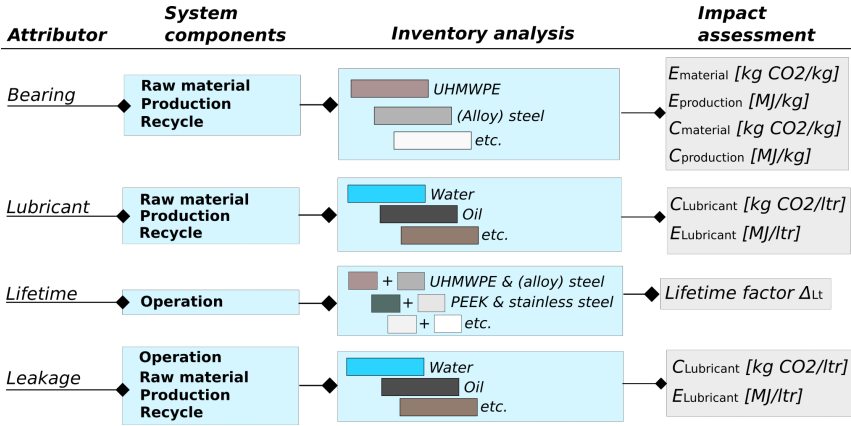 Attributor
System
components
Inventory analysis
Impact
assessment
Bearing
Raw material
Production
Recycle
UHMWPE
(Alloy) steel
etc.
Ematerial [kg CO2/kg]
Eproduction [MJ/kg]
Cmaterial [kg CO2/kg]
Cproduction [MJ/kg]
Lubricant
Raw material
Production
Recycle
Water
Oil
etc.
CLubricant [kg CO2/ltr]
ELubricant [MJ/ltr]
Lifetime
Operation
+ UHMWPE & (alloy) steel
+ PEEK & stainless steel
+ etc.
Lifetime factor ΔLt
Leakage
Operation
Raw material
Production
Recycle
Water
Oil
etc.
CLubricant [kg CO2/ltr]
ELubricant [MJ/ltr]